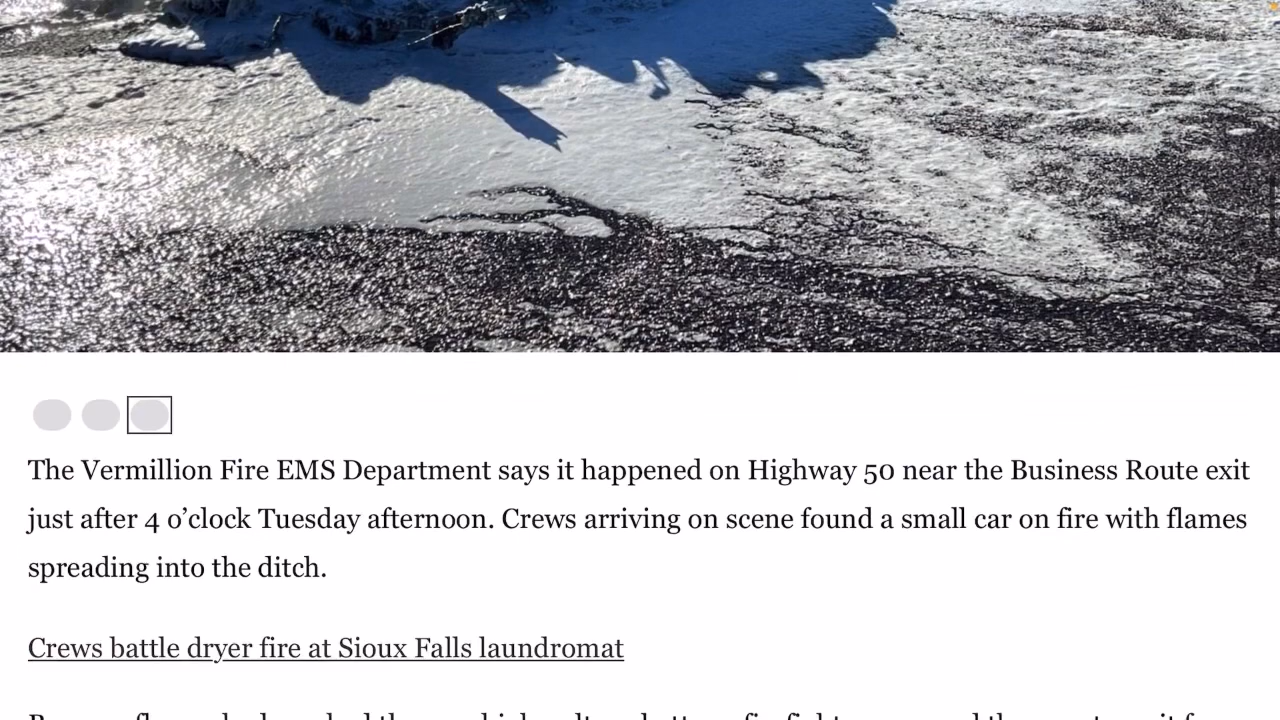 The Vermillion Fire EMS Department says it happened on Highway 50 near the Business Route exit
just after 4 o’clock Tuesday afternoon. Crews arriving on scene found a small car on fire with flames
spreading into the ditch.
Crews battle dryer fire at Sioux Falls laundromat